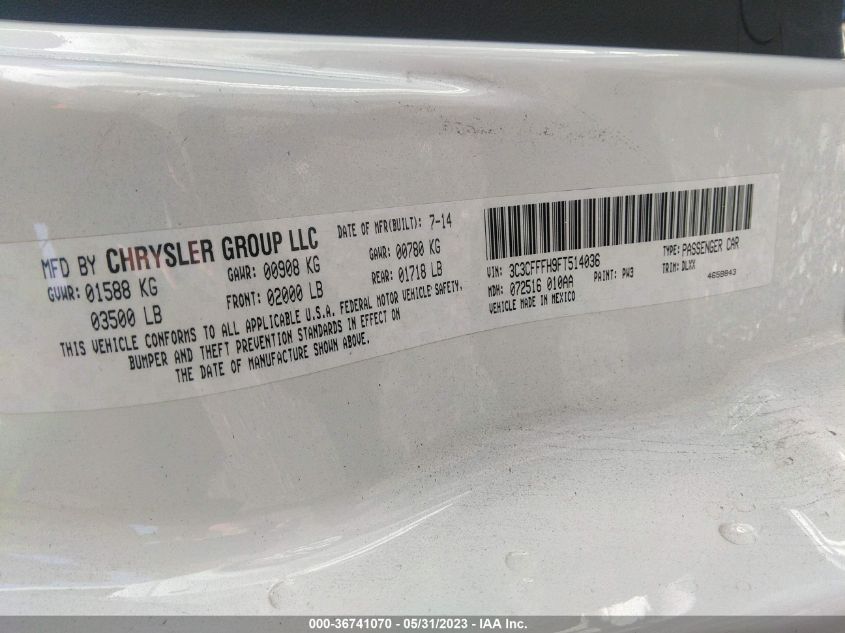 MFD BY CHRYSLER GROUP LLC
DATE OF MFR(BUILT): 7-14
GVWR: 01588 KG
GAWR: 00908 KG
GAWR: 00780 KG
03500 LB
FRONT: 02000 LB
REAR: 01718 LB
THIS VEHICLE CONFORMS TO ALL APPLICABLE U.S.A. FEDERAL MOTOR VEHICLE SAFETY,
BUMPER AND THEFT PREVENTION STANDARDS IN EFFECT ON
THE DATE OF MANUFACTURE SHOWN ABOVE.
VIN: 3C3CFFFH9FT514036
TYPE: PASSENGER CAR
MDH: 072516 010AA
PAINT: PW3
TRIM: DLXX
VEHICLE MADE IN MEXICO
4658843
000-36741070 - 05/31/2023 - IAA Inc.